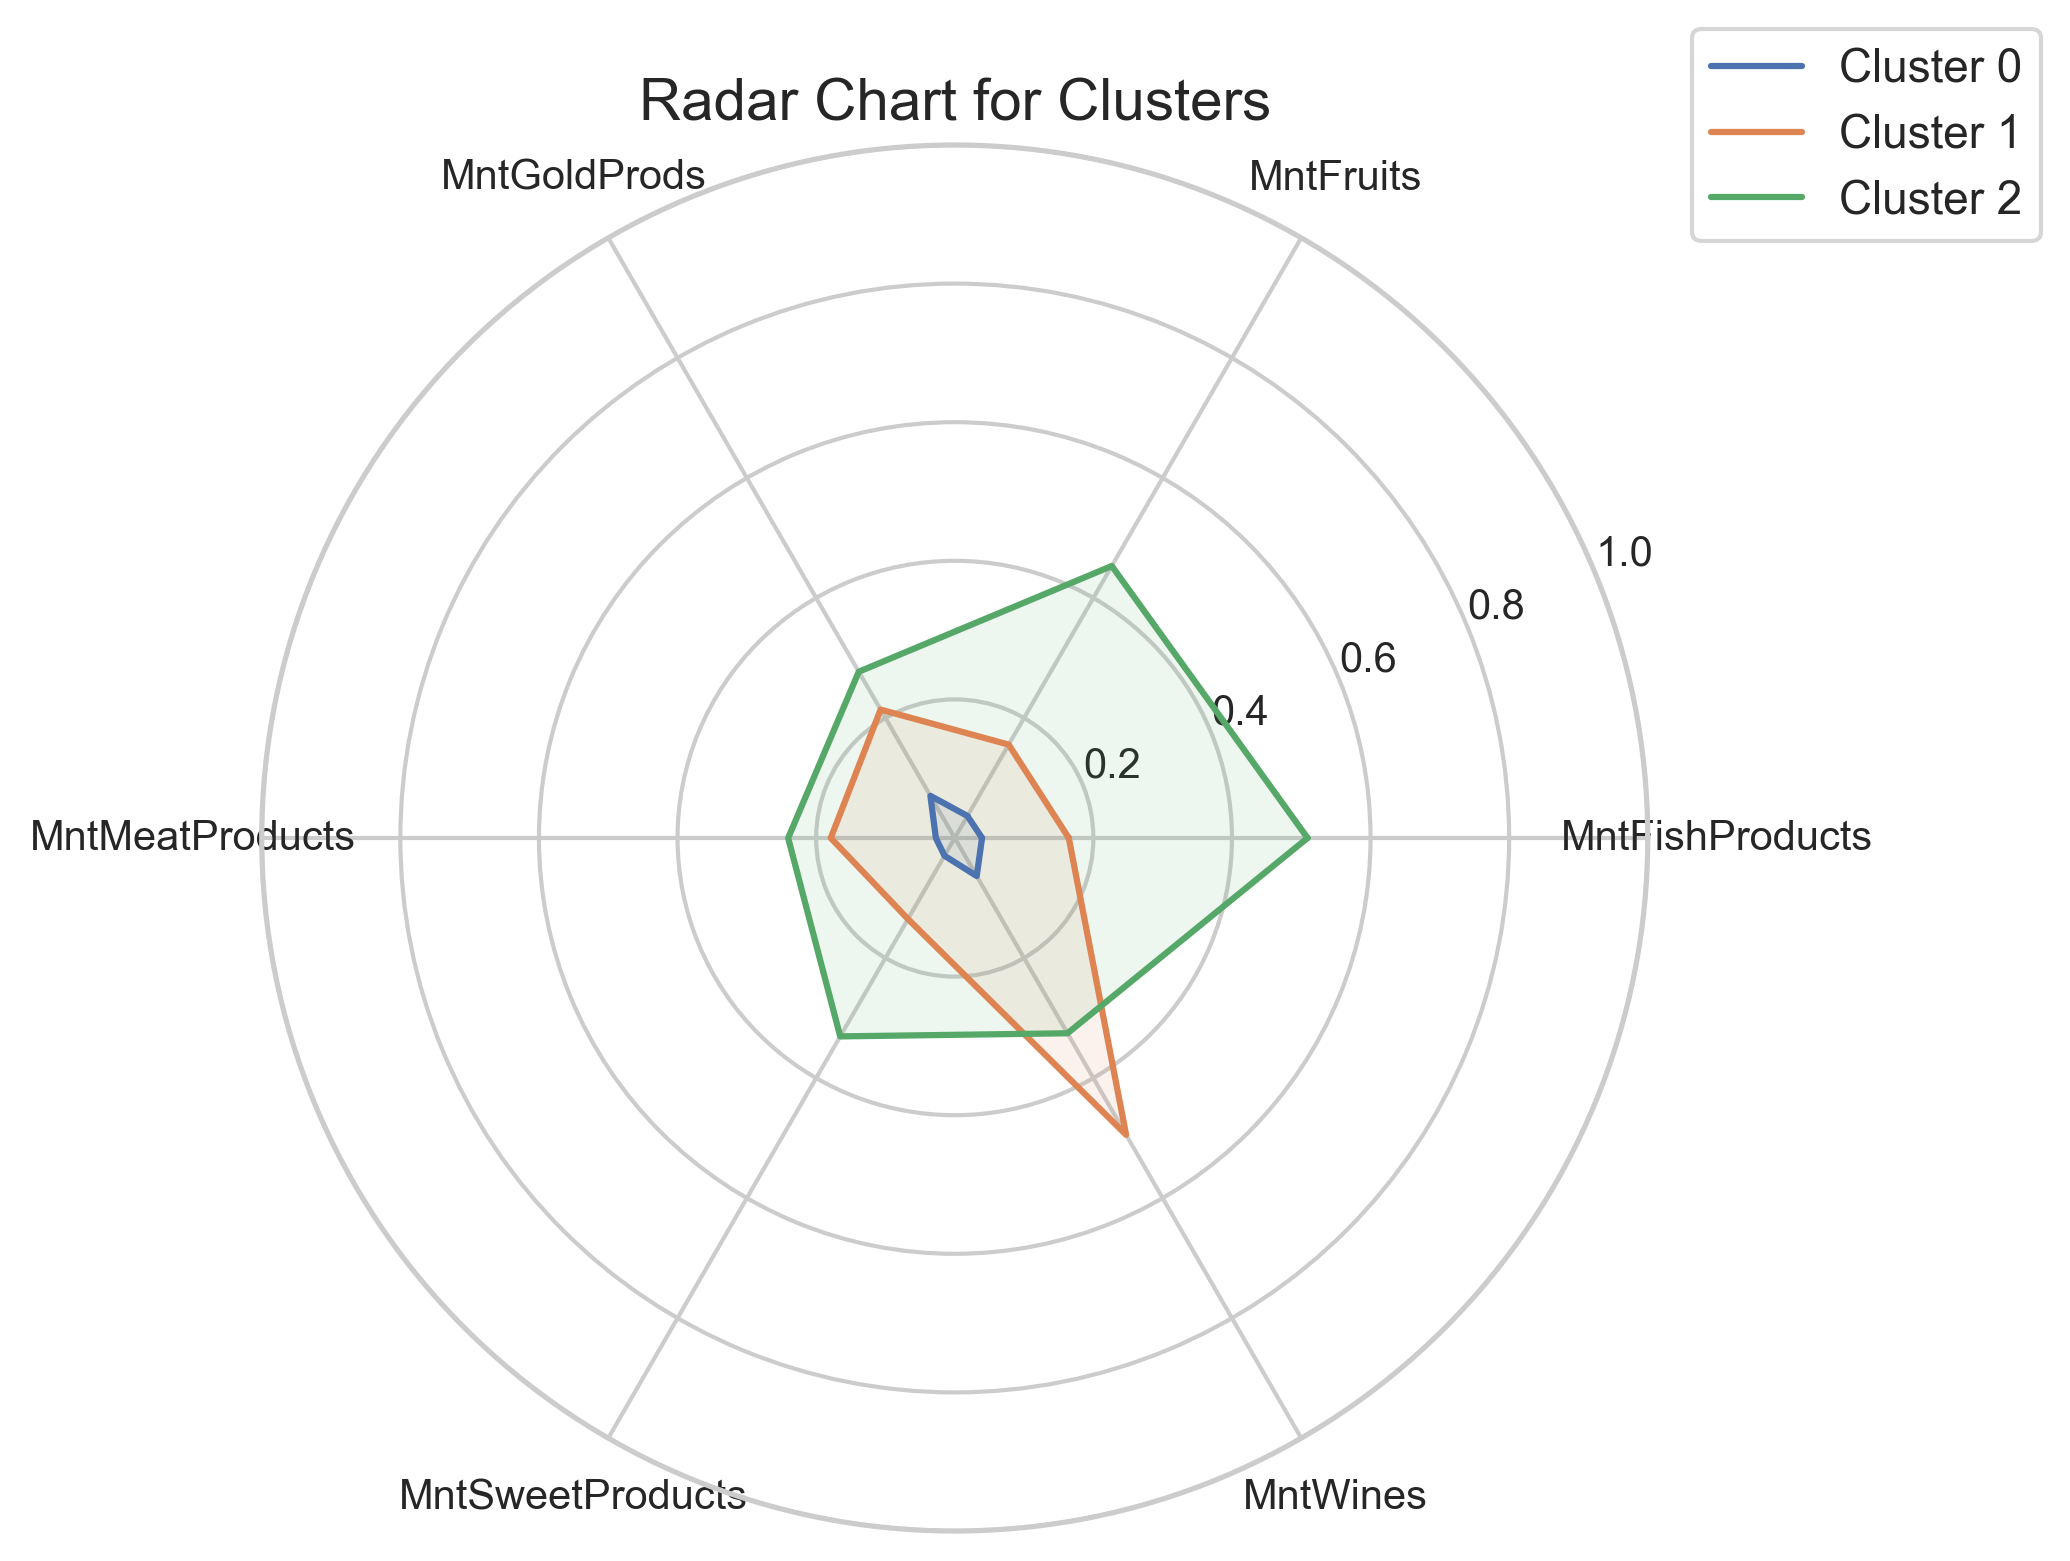 Radar Chart for Clusters
Cluster 0
Cluster 1
Cluster 2
MntGoldProds
MntFruits
1.0
0.8
0.6
0.4
0.2
MntMeatProducts
MntFishProducts
MntSweetProducts
MntWines